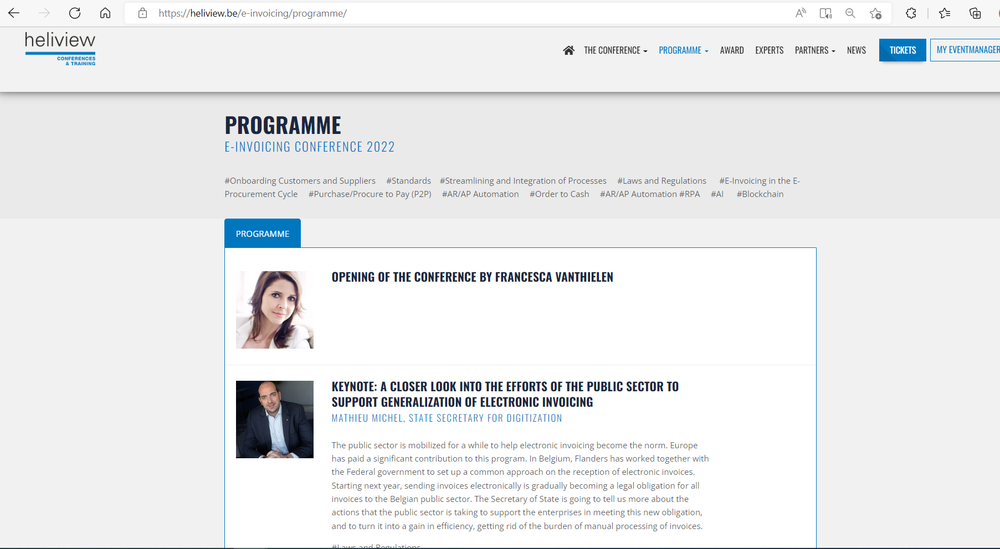 https://heliview.be/e-invoicing/programme/
heliview
CONFERENCES
& TRAINING
THE CONFERENCE PROGRAMME AWARD EXPERTS PARTNERS NEWS TICKETS MY EVENTMANAGER
PROGRAMME
E-INVOICING CONFERENCE 2022
#Onboarding Customers and Suppliers #Standards #Streamlining and Integration of Processes #Laws and Regulations #E-Invoicing in the E-
Procurement Cycle #Purchase/Procure to Pay (P2P) #AR/AP Automation #Order to Cash #AR/AP Automation #RPA #AI #Blockchain
PROGRAMME
OPENING OF THE CONFERENCE BY FRANCESCA VANTHIELEN
KEYNOTE: A CLOSER LOOK INTO THE EFFORTS OF THE PUBLIC SECTOR TO
SUPPORT GENERALIZATION OF ELECTRONIC INVOICING
MATHIEU MICHEL, STATE SECRETARY FOR DIGITIZATION
The public sector is mobilized for a while to help electronic invoicing become the norm. Europe
has paid a significant contribution to this program. In Belgium, Flanders has worked together with
the Federal government to set up a common approach on the reception of electronic invoices.
Starting next year, sending invoices electronically is gradually becoming a legal obligation for all
invoices to the Belgian public sector. The Secretary of State is going to tell us more about the
actions that the public sector is taking to support the enterprises in meeting this new obligation,
and to turn it into a gain in efficiency, getting rid of the burden of manual processing of invoices.
#Laws and Regulations